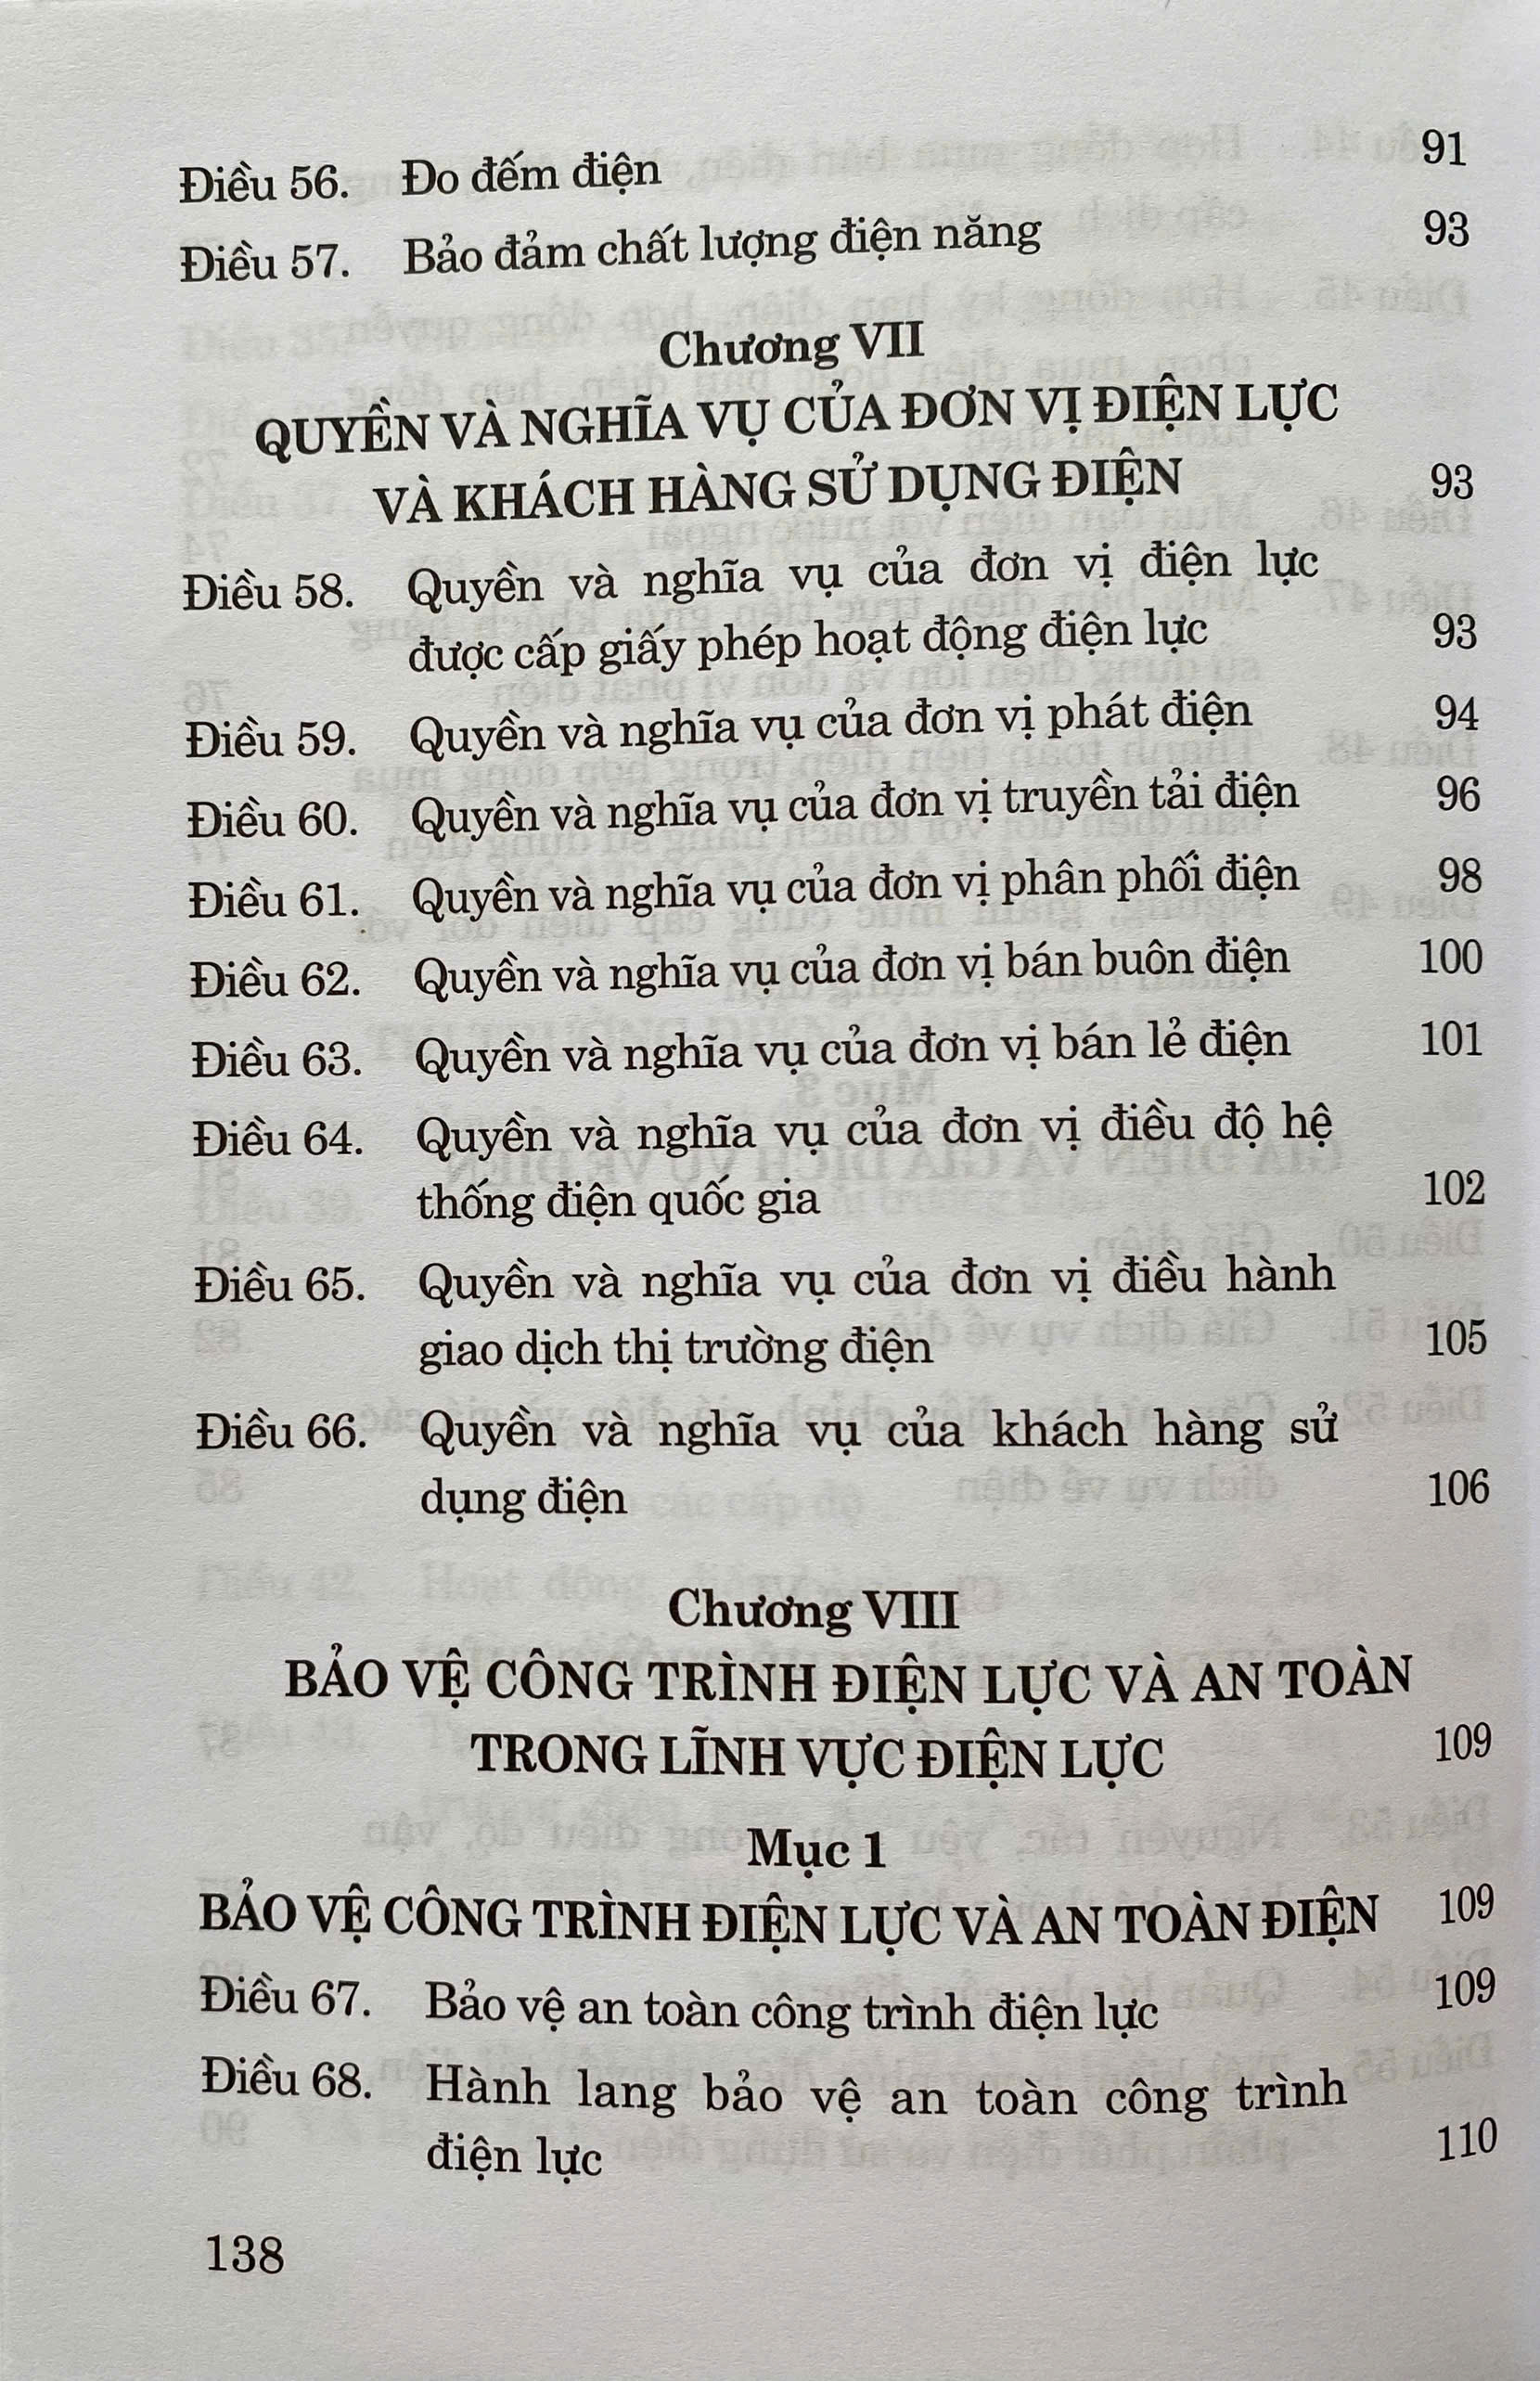 Điều 56. Đo đếm điện 91
Điều 57. Bảo đảm chất lượng điện năng 93
Chương VII
QUYỀN VÀ NGHĨA VỤ CỦA ĐƠN VỊ ĐIỆN LỰC
VÀ KHÁCH HÀNG SỬ DỤNG ĐIỆN 93
Điều 58. Quyền và nghĩa vụ của đơn vị điện lực
được cấp giấy phép hoạt động điện lực 93
Điều 59. Quyền và nghĩa vụ của đơn vị phát điện 94
Điều 60. Quyền và nghĩa vụ của đơn vị truyền tải điện 96
Điều 61. Quyền và nghĩa vụ của đơn vị phân phối điện 98
Điều 62. Quyền và nghĩa vụ của đơn vị bán buôn điện 100
Điều 63. Quyền và nghĩa vụ của đơn vị bán lẻ điện 101
Điều 64. Quyền và nghĩa vụ của đơn vị điều độ hệ
thống điện quốc gia 102
Điều 65. Quyền và nghĩa vụ của đơn vị điều hành
giao dịch thị trường điện 105
Điều 66. Quyền và nghĩa vụ của khách hàng sử
dụng điện 106
Chương VIII
BẢO VỆ CÔNG TRÌNH ĐIỆN LỰC VÀ AN TOÀN
TRONG LĨNH VỰC ĐIỆN LỰC 109
Mục 1
BẢO VỆ CÔNG TRÌNH ĐIỆN LỰC VÀ AN TOÀN ĐIỆN 109
Điều 67. Bảo vệ an toàn công trình điện lực 109
Điều 68. Hành lang bảo vệ an toàn công trình
điện lực 110
138